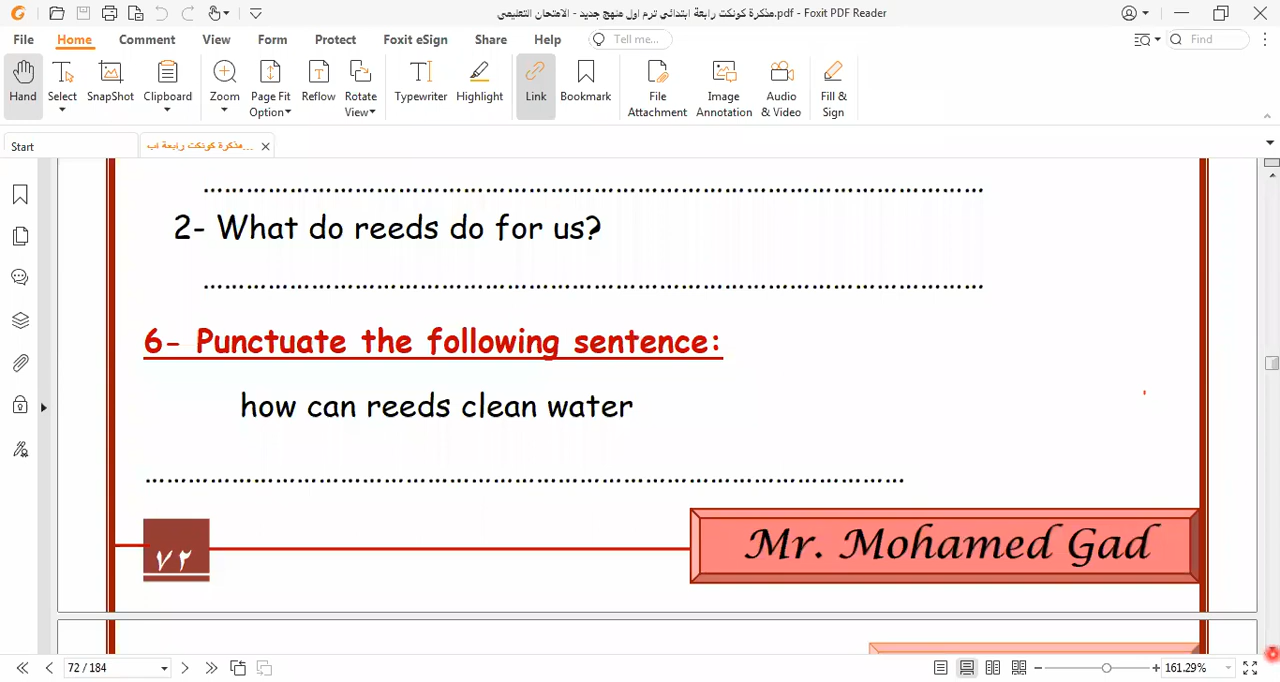 مذكرة كونكت رابعة ابتدائى ترم اول منهج جديد - الامتحان التعليمى.pdf - Foxit PDF Reader
File Home Comment View Form Protect Foxit eSign Share Help Tell me... Find
Hand Select SnapShot Clipboard Zoom Page Fit Option Reflow Rotate View Typewriter Highlight Link Bookmark File Attachment Image Annotation Audio & Video Fill & Sign
Start مذكرة كونكت رابعة اب...
..........................................................................................................
2- What do reeds do for us?
..........................................................................................................
6- Punctuate the following sentence:
how can reeds clean water
..........................................................................................................
٧٢
Mr. Mohamed Gad
72 / 184 161.29%